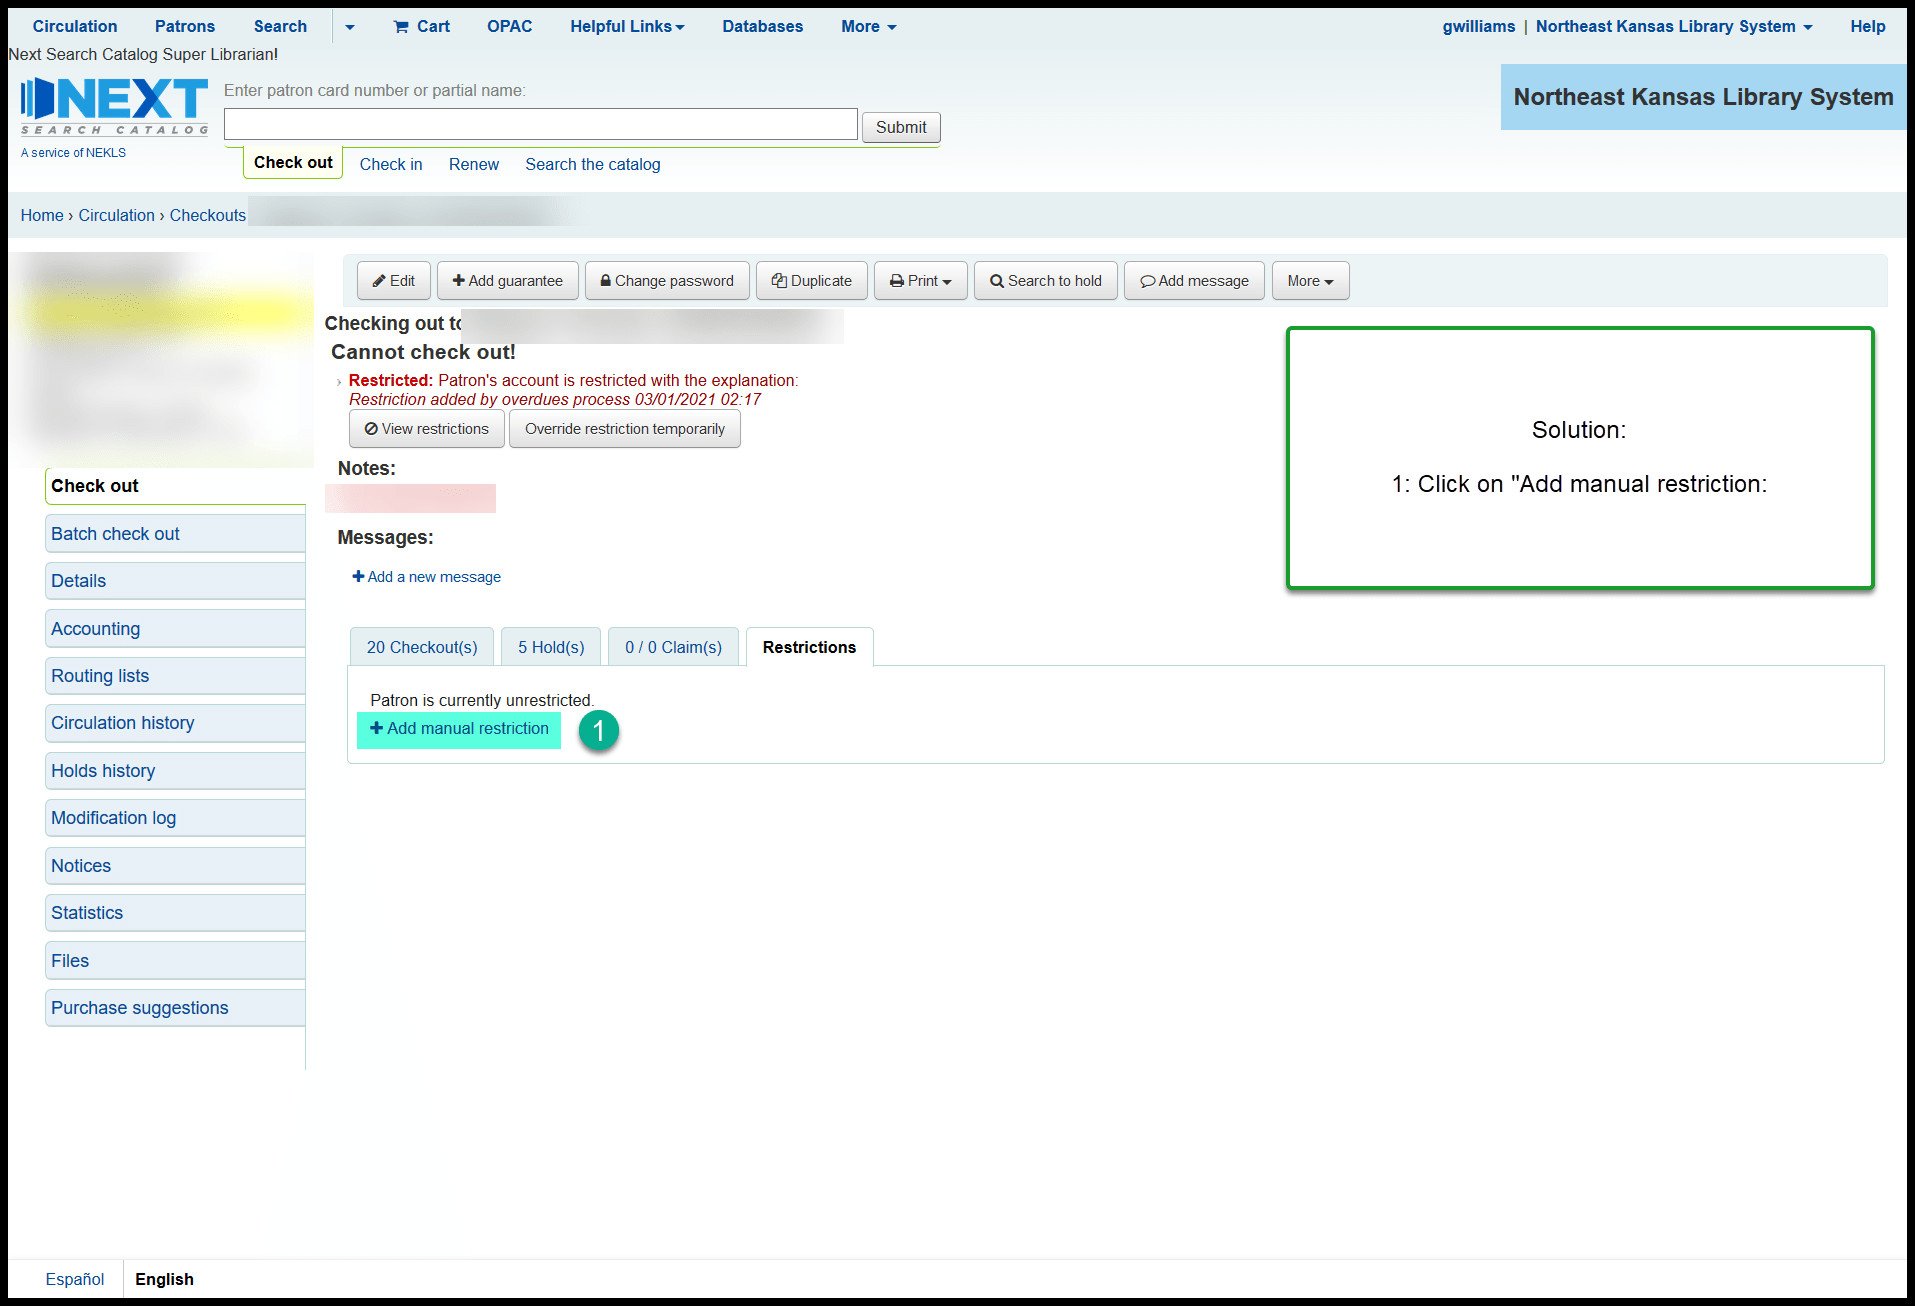 Circulation Patrons Search Cart OPAC Helpful Links Databases More gwilliams | Northeast Kansas Library System Help
Next Search Catalog Super Librarian!
NEXT
SEARCH CATALOG
A service of NEKLS
Enter patron card number or partial name:
Submit
Check out Check in Renew Search the catalog
Northeast Kansas Library System
Home › Circulation › Checkouts
Edit Add guarantee Change password Duplicate Print Search to hold Add message More
Checking out to
Cannot check out!
Restricted: Patron's account is restricted with the explanation:
Restriction added by overdues process 03/01/2021 02:17
View restrictions Override restriction temporarily
Notes:
Messages:
Add a new message
Solution:
1: Click on "Add manual restriction:
20 Checkout(s) 5 Hold(s) 0 / 0 Claim(s) Restrictions
Patron is currently unrestricted.
+ Add manual restriction 1
Check out
Batch check out
Details
Accounting
Routing lists
Circulation history
Holds history
Modification log
Notices
Statistics
Files
Purchase suggestions
Español English